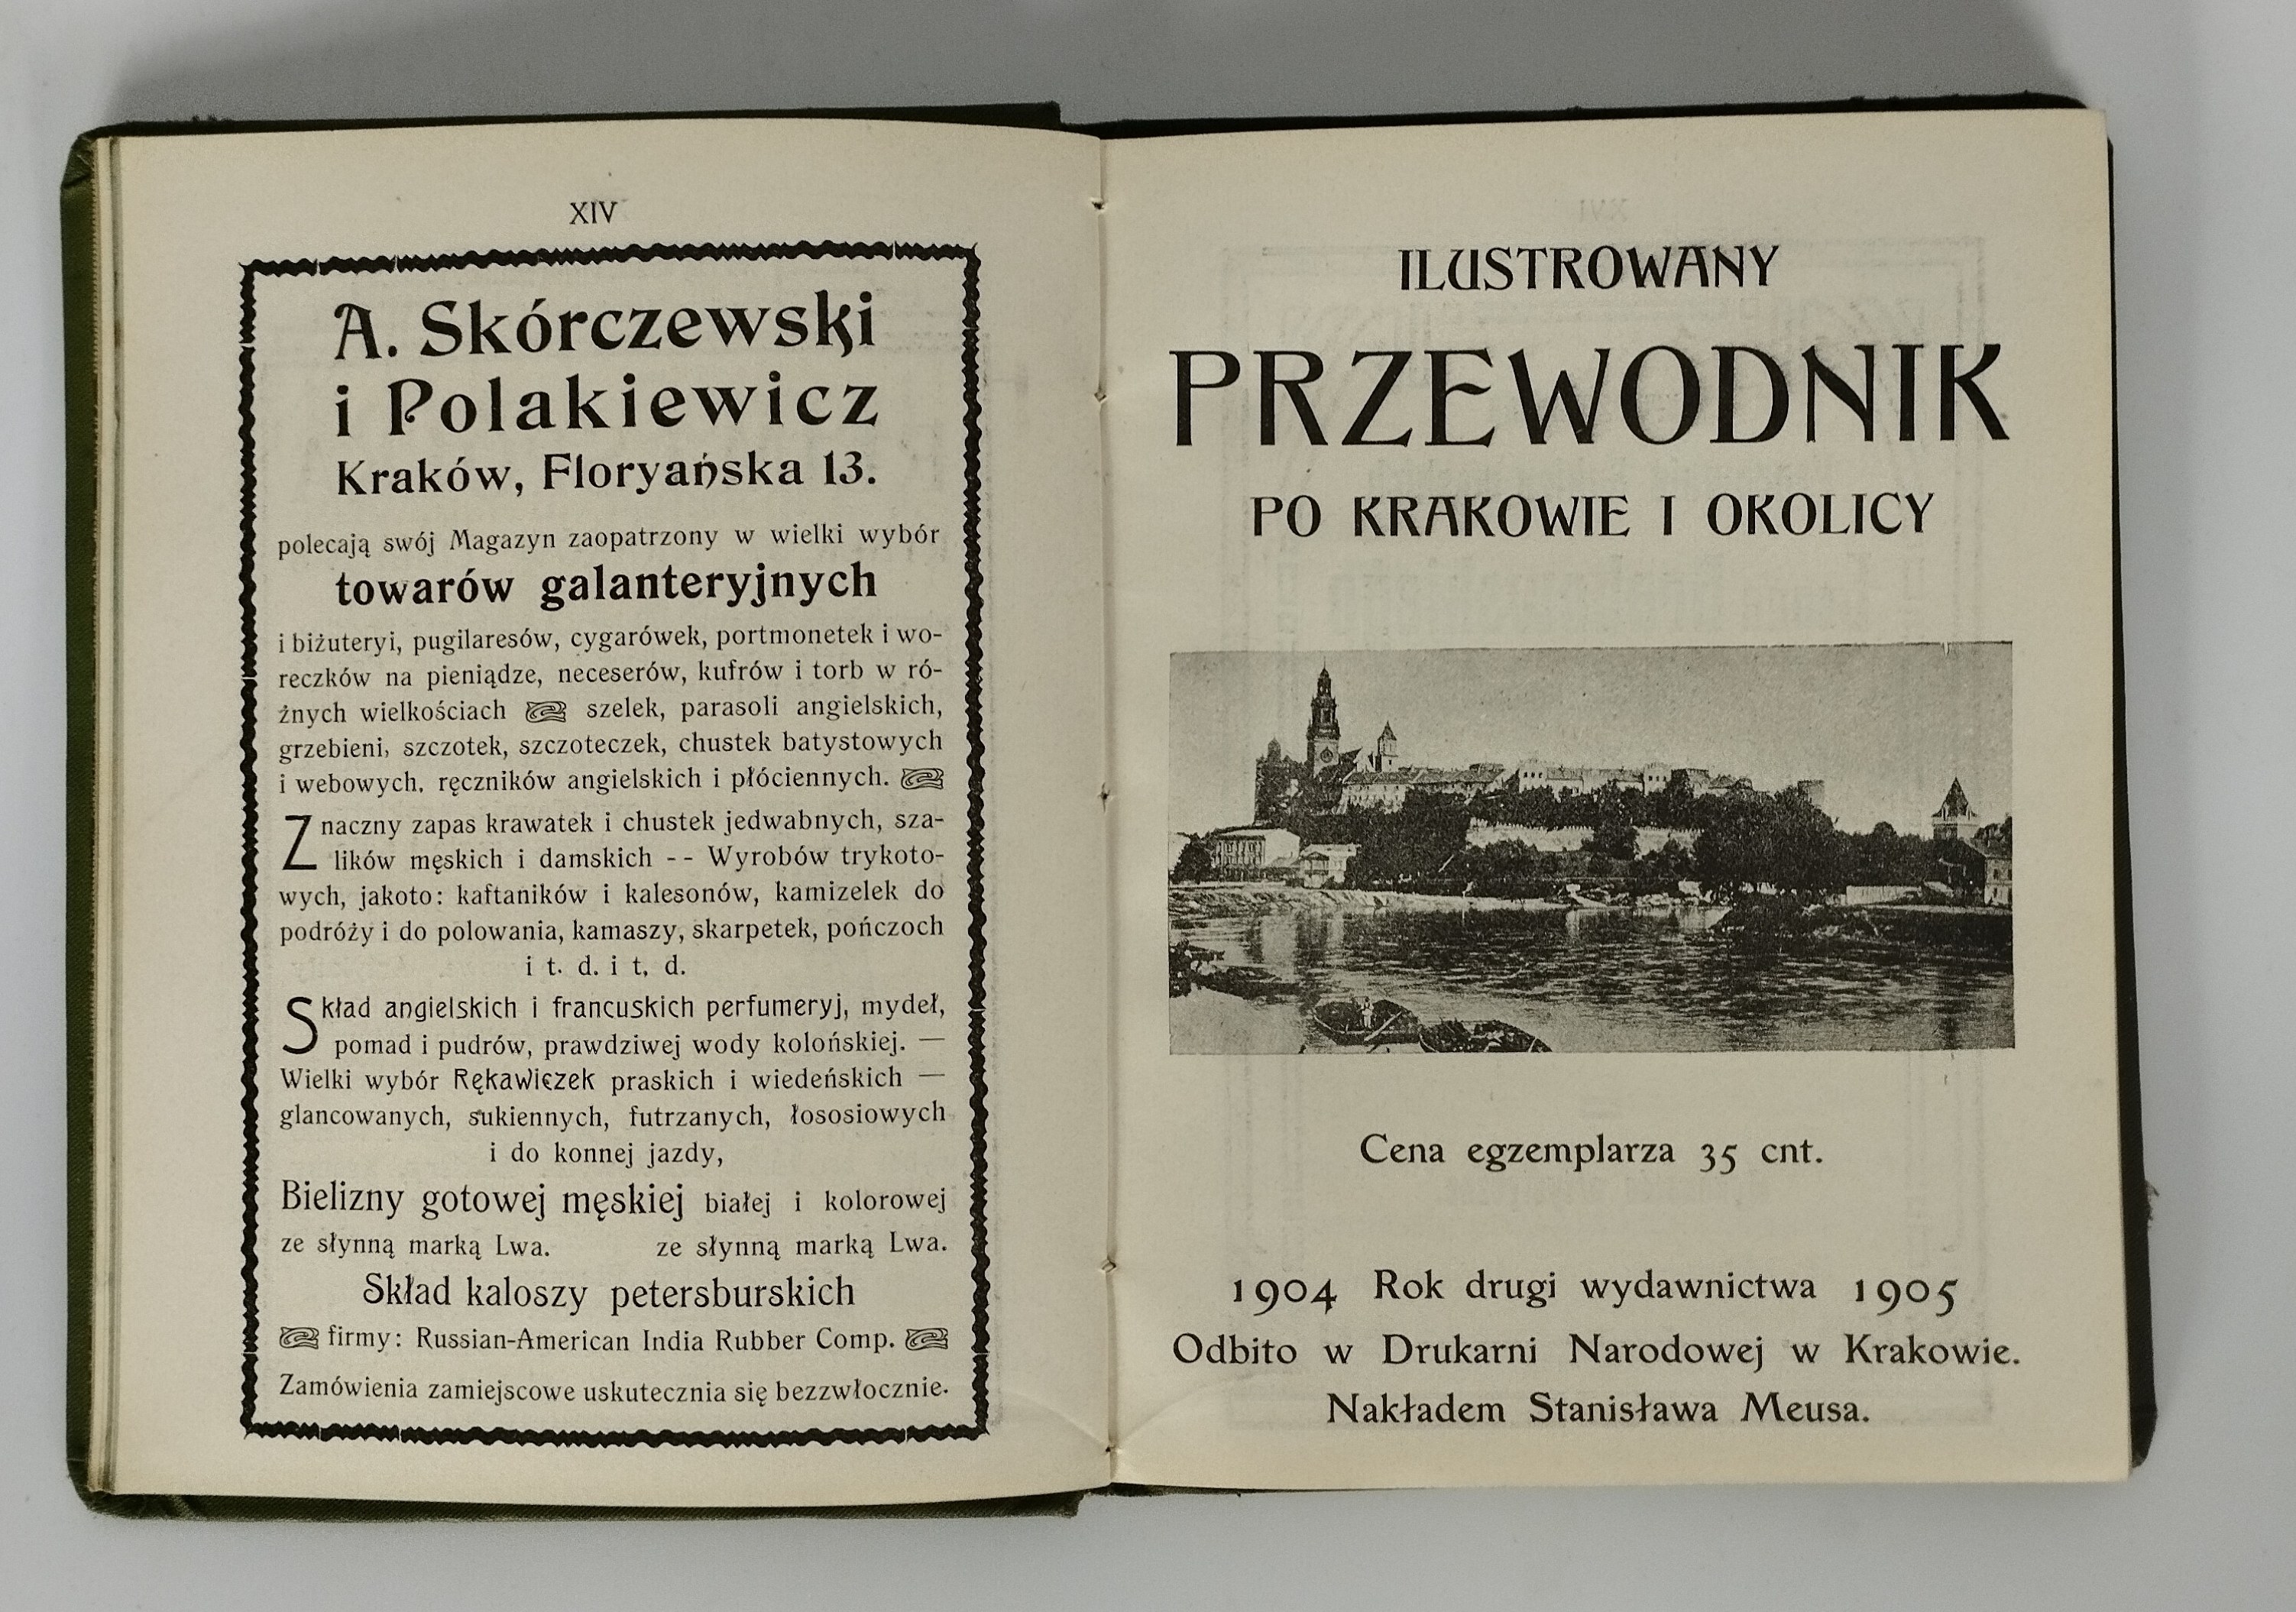 XIV
A. Skórczewski
i Polakiewicz
Kraków, Floryańska 13.
polecają swój Magazyn zaopatrzony w wielki wybór
towarów galanteryjnych
i biżuteryi, pugilaresów, cygarówek, portmonetek i wo-
reczków na pieniądze, neceserów, kufrów i torb w ró-
żnych wielkościach szelek, parasoli angielskich,
grzebieni, szczotek, szczoteczek, chustek batystowych
i webowych, ręczników angielskich i płóciennych.
Znaczny zapas krawatek i chustek jedwabnych, sza-
lików męskich i damskich - - Wyrobów trykoto-
wych, jakoto: kaftaników i kalesonów, kamizelek do
podróży i do polowania, kamaszy, skarpetek, pończoch
i t. d. i t. d.
Skład angielskich i francuskich perfumeryj, mydeł,
pomad i pudrów, prawdziwej wody kolońskiej. —
Wielki wybór Rękawiczek praskich i wiedeńskich —
glancowanych, sukiennych, futrzanych, łososiowych
i do konnej jazdy,
Bielizny gotowej męskiej białej i kolorowej
ze słynną marką Lwa. ze słynną marką Lwa.
Skład kaloszy petersburskich
firmy: Russian-American India Rubber Comp.
Zamówienia zamiejscowe uskutecznia się bezzwłocznie.
ILUSTROWANY
PRZEWODNIK
PO KRAKOWIE I OKOLICY
Cena egzemplarza 35 cnt.
1904 Rok drugi wydawnictwa 1905
Odbito w Drukarni Narodowej w Krakowie.
Nakładem Stanisława Meusa.